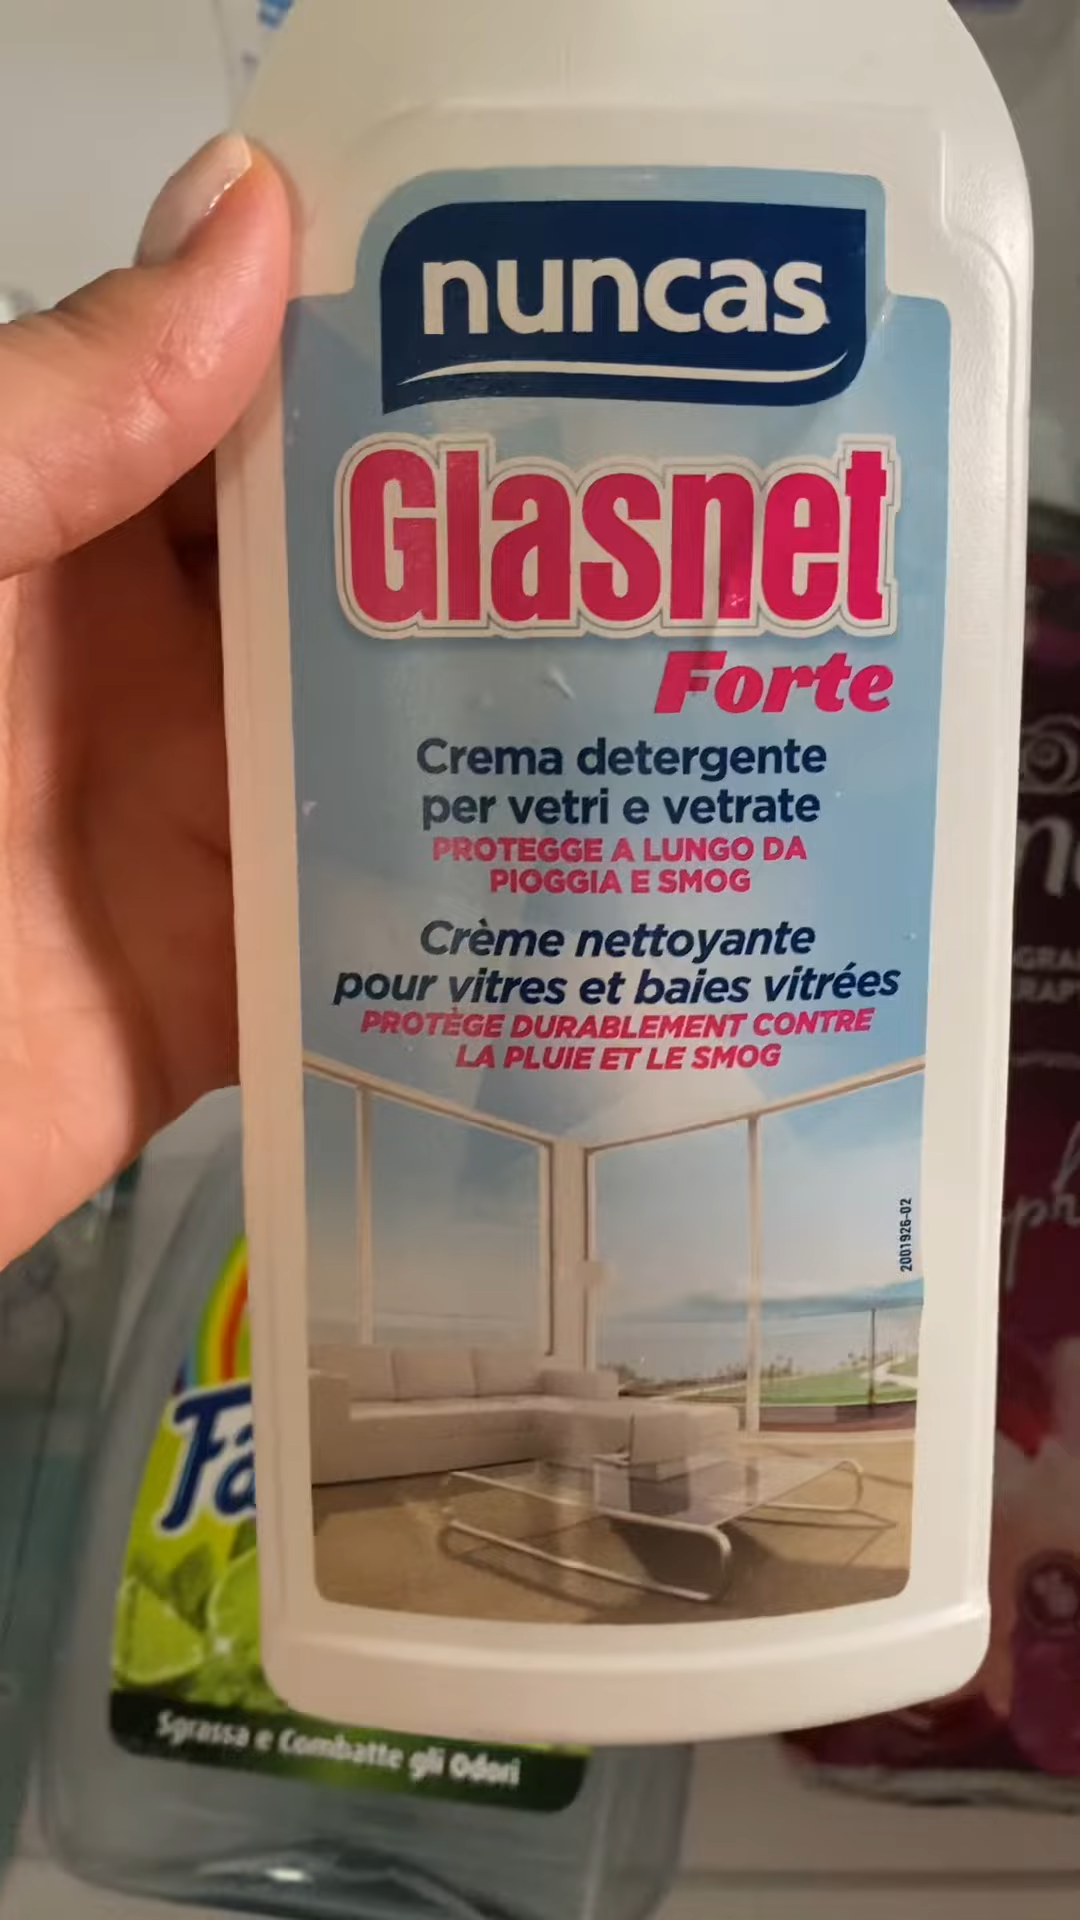 nuncas
Glasnet
Forte
Crema detergente
per vetri e vetrate
PROTEGGE A LUNGO DA
PIOGGIA E SMOG
Crème nettoyante
pour vitres et baies vitrées
PROTÈGE DURABLEMENT CONTRE
LA PLUIE ET LE SMOG
2001926-02
Fa
Sgrassa e Combatte gli Odori